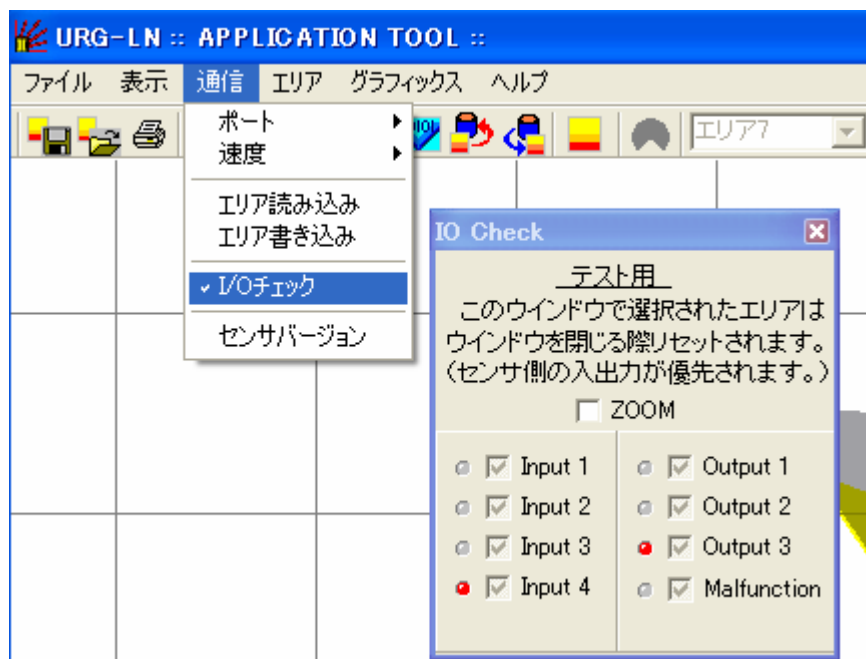 URG-LN :: APPLICATION TOOL ::
ファイル 表示 通信 エリア グラフィックス ヘルプ
エリア7
ポート
速度
エリア読み込み
エリア書き込み
I/Oチェック
センサバージョン
IO Check
テスト用
このウインドウで選択されたエリアは
ウインドウを閉じる際リセットされます。
(センサ側の入出力が優先されます。)
ZOOM
Input 1
Input 2
Input 3
Input 4
Output 1
Output 2
Output 3
Malfunction